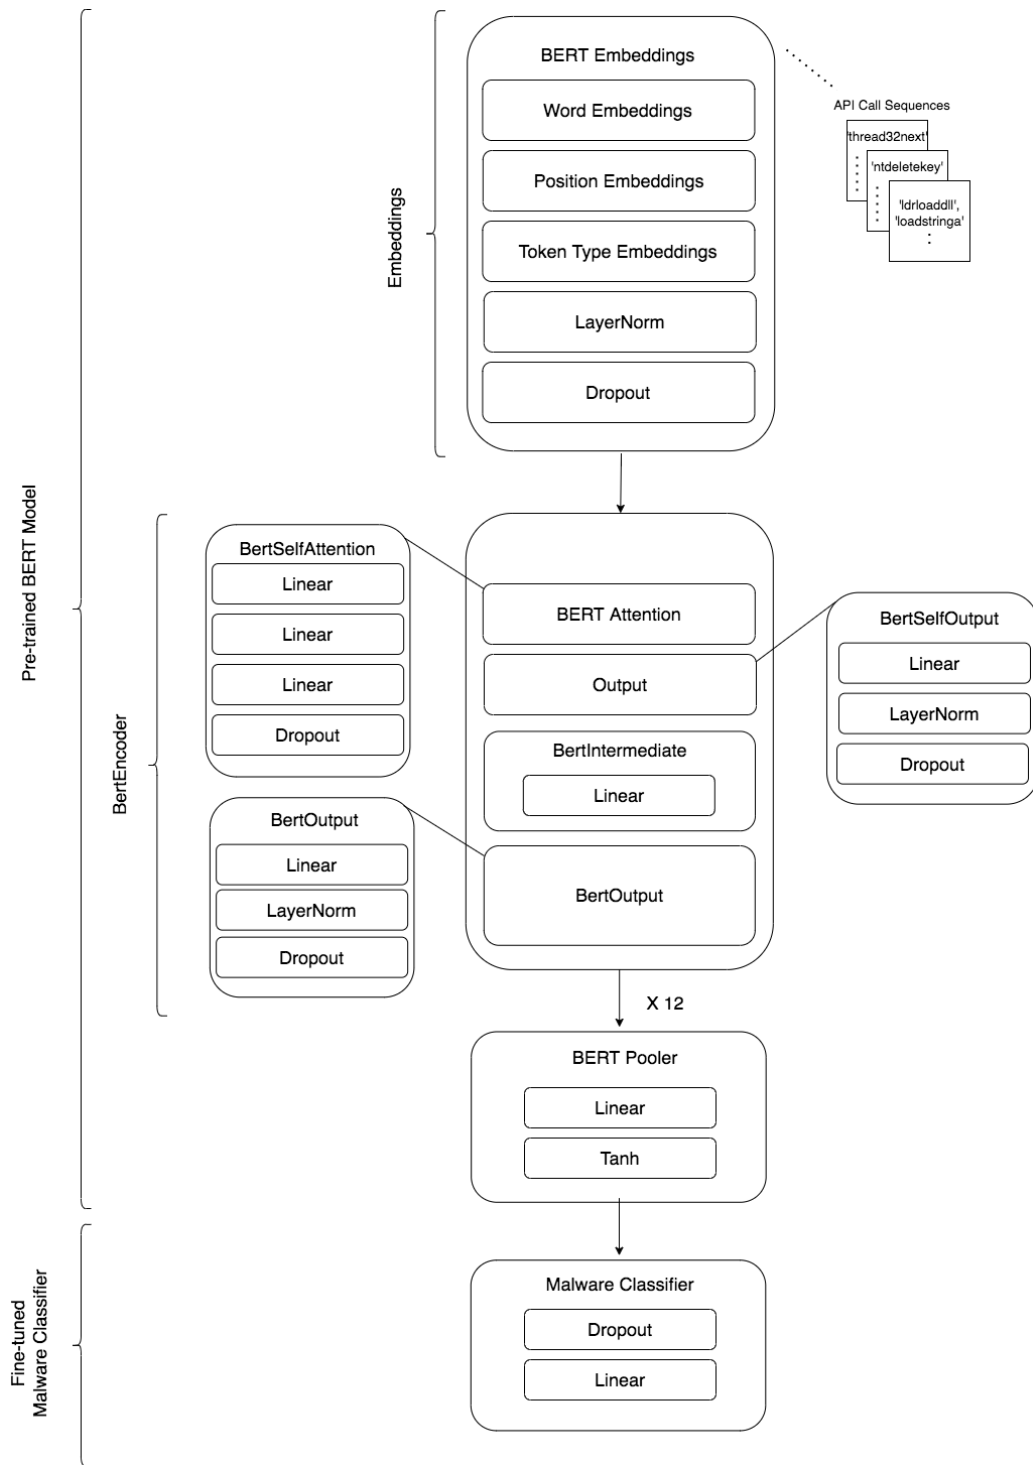 BERT Embeddings
Word Embeddings
Position Embeddings
Token Type Embeddings
LayerNorm
Dropout
Embeddings
API Call Sequences
'thread32next'
'ntdeletekey'
'ldrloaddll',
'loadstringa'
Pre-trained BERT Model
BertEncoder
BertSelfAttention
Linear
Linear
Linear
Dropout
BERT Attention
Output
BertIntermediate
Linear
BertOutput
BertSelfOutput
Linear
LayerNorm
Dropout
BertOutput
Linear
LayerNorm
Dropout
X 12
BERT Pooler
Linear
Tanh
Fine-tuned
Malware Classifier
Malware Classifier
Dropout
Linear